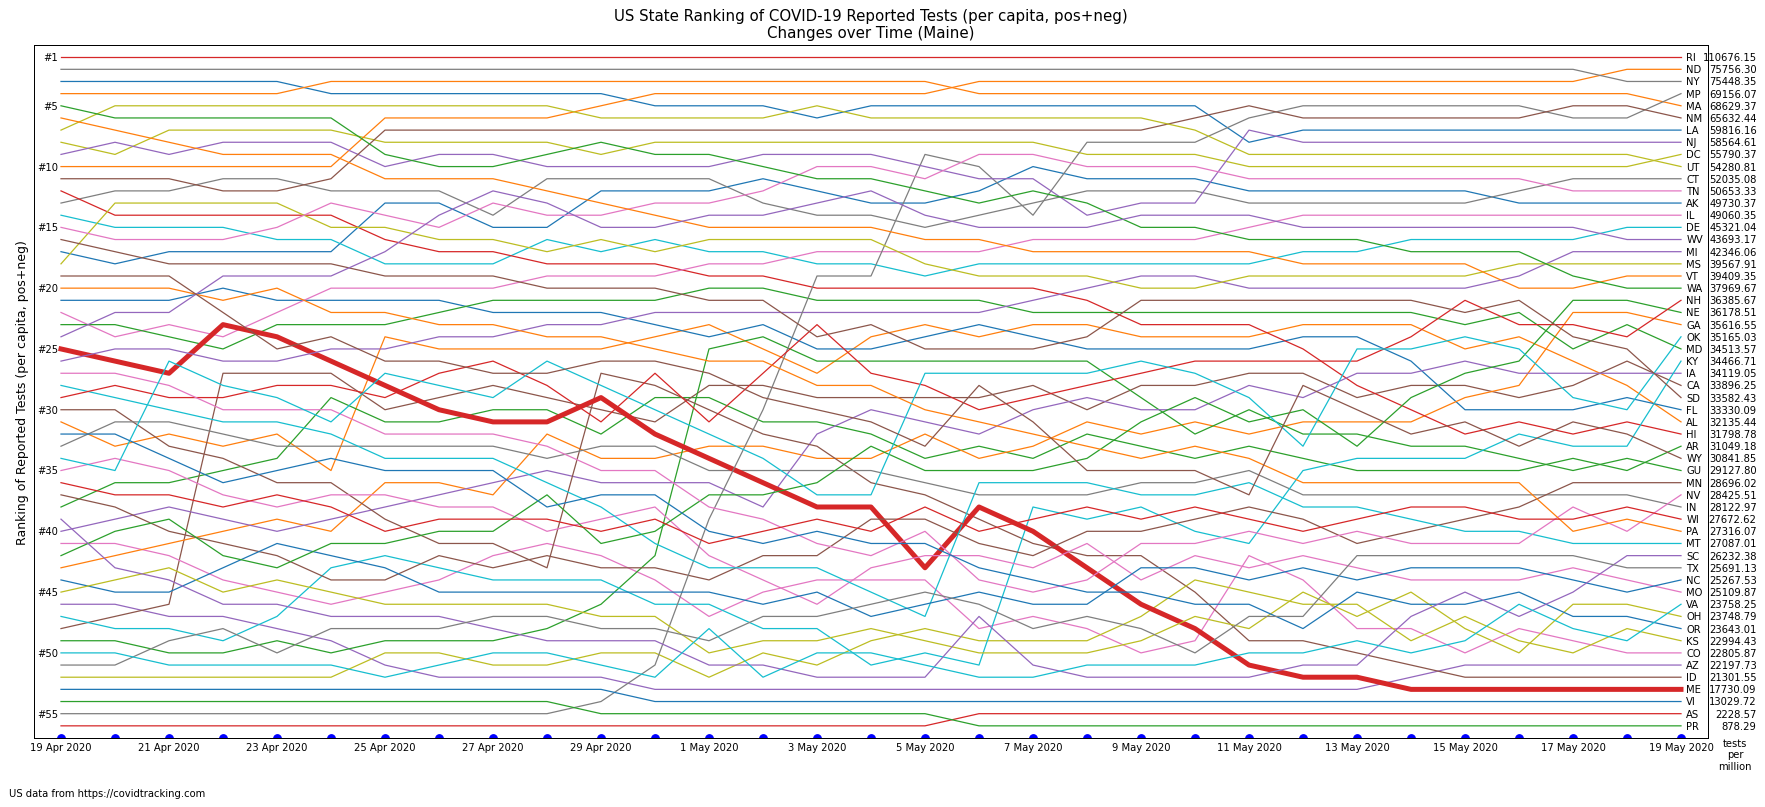 US State Ranking of COVID-19 Reported Tests (per capita, pos+neg)
Changes over Time (Maine)
Ranking of Reported Tests (per capita, pos+neg)
#1
#5
#10
#15
#20
#25
#30
#35
#40
#45
#50
#55
RI 110676.15
ND 75756.30
NY 75448.35
MP 69156.07
MA 68629.37
NM 65632.44
LA 59816.16
NJ 58564.61
DC 55790.37
UT 54280.81
CT 52035.08
TN 50653.33
AK 49730.37
IL 49060.35
DE 45321.04
WV 43693.17
MI 42346.06
MS 39567.91
VT 39409.35
WA 37969.67
NH 36385.67
NE 36178.51
GA 35616.55
OK 35165.03
MD 34513.57
KY 34466.71
IA 34119.05
CA 33896.25
SD 33582.43
FL 33330.09
AL 32135.44
HI 31798.78
AR 31049.18
WY 30841.85
GU 29127.80
MN 28696.02
NV 28425.51
IN 28122.97
WI 27672.62
PA 27316.07
MT 27087.01
SC 26232.38
TX 25691.13
NC 25267.53
MO 25109.87
VA 23758.25
OH 23748.79
OR 23643.01
KS 22994.43
CO 22805.87
AZ 22197.73
ID 21301.55
ME 17730.09
VI 13029.72
AS 2228.57
PR 878.29
19 Apr 2020 21 Apr 2020 23 Apr 2020 25 Apr 2020 27 Apr 2020 29 Apr 2020 1 May 2020 3 May 2020 5 May 2020 7 May 2020 9 May 2020 11 May 2020 13 May 2020 15 May 2020 17 May 2020 19 May 2020
tests
per
million
US data from https://covidtracking.com